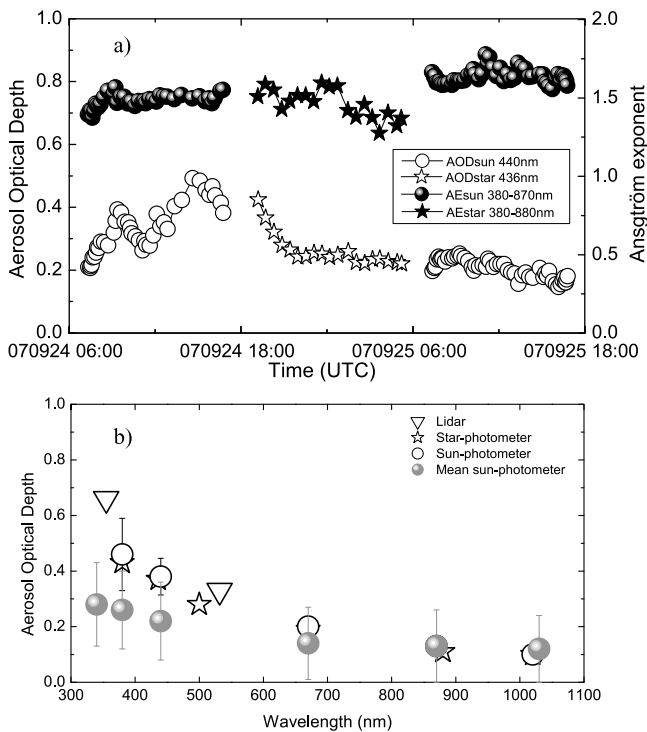 a)
1.0
0.8
0.6
0.4
0.2
0.0
Aerosol Optical Depth
2.0
1.5
1.0
0.5
0.0
Ansgtröm exponent
AODsun 440nm
AODstar 436nm
AEsun 380-870nm
AEstar 380-880nm
070924 06:00 070924 18:00 070925 06:00 070925 18:00
Time (UTC)
b)
1.0
0.8
0.6
0.4
0.2
0.0
Aerosol Optical Depth
Lidar
Star-photometer
Sun-photometer
Mean sun-photometer
300 400 500 600 700 800 900 1000 1100
Wavelength (nm)